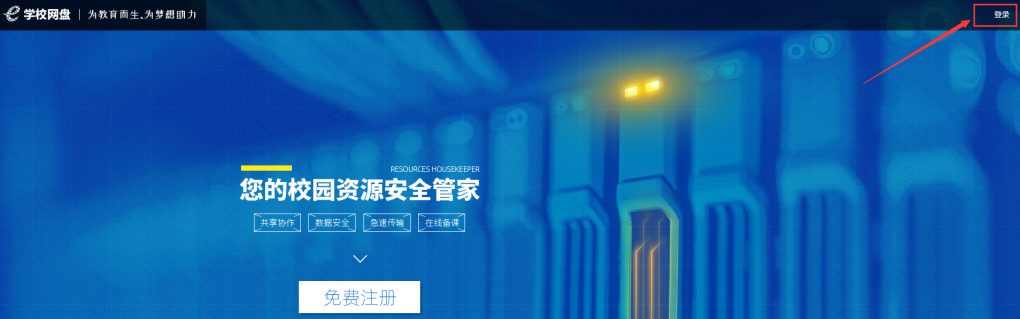 学校网盘 | 为教育而生、为梦想助力
登录
RESOURCES HOUSEKEEPER
您的校园资源安全管家
共享协作 数据安全 急速传输 在线备课
免费注册